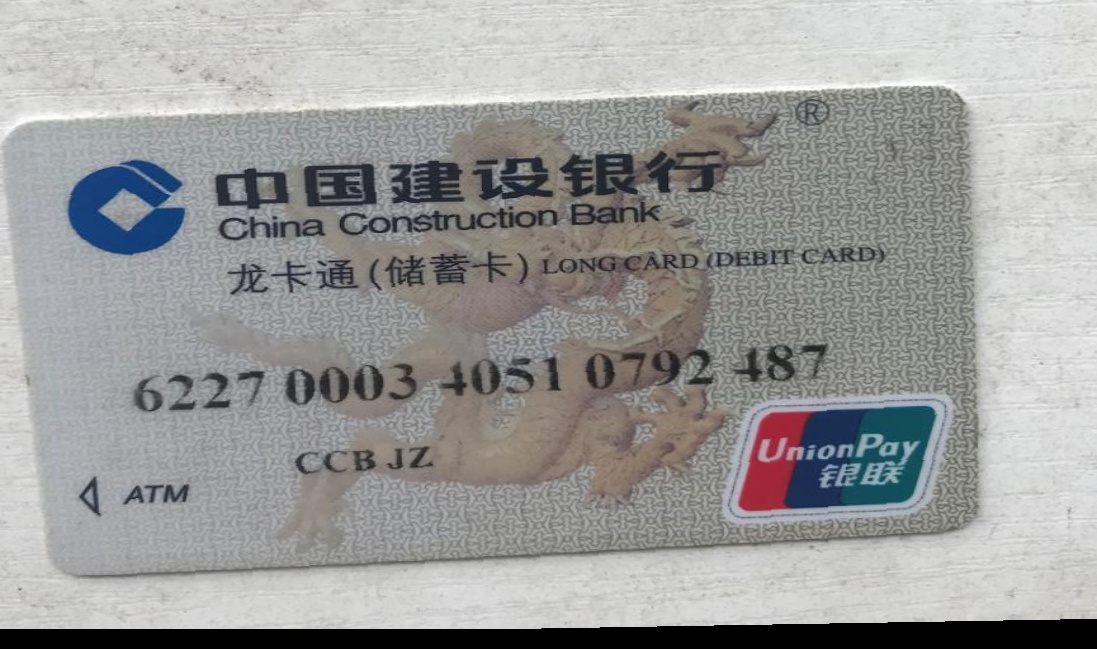 ®
中国建设银行
China Construction Bank
龙卡通(储蓄卡) LONG CARD (DEBIT CARD)
6227 0003 4051 0792 487
CCB JZ
ATM
UnionPay
银联